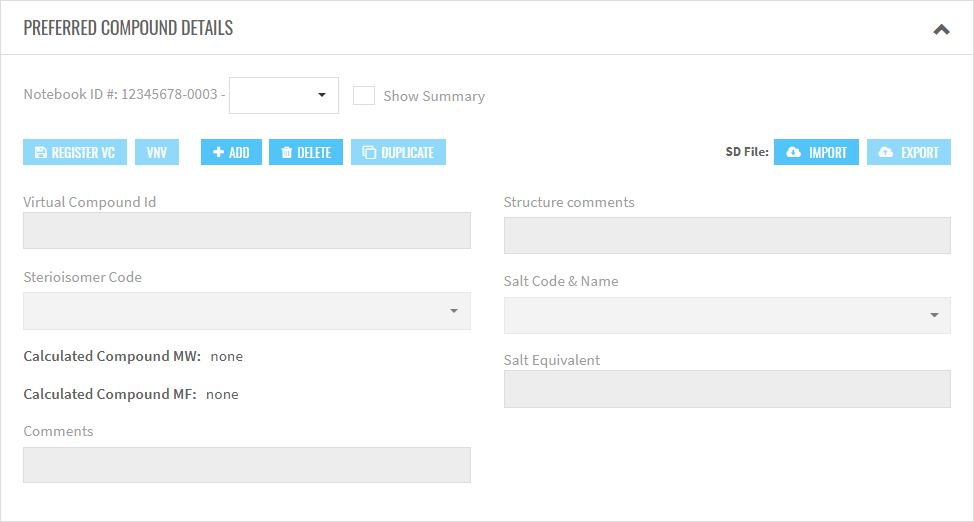 PREFERRED COMPOUND DETAILS
Notebook ID #: 12345678-0003 -
Show Summary
REGISTER VC VNV ADD DELETE DUPLICATE SD File: IMPORT EXPORT
Virtual Compound Id
Structure comments
Sterioisomer Code
Salt Code & Name
Calculated Compound MW: none
Salt Equivalent
Calculated Compound MF: none
Comments